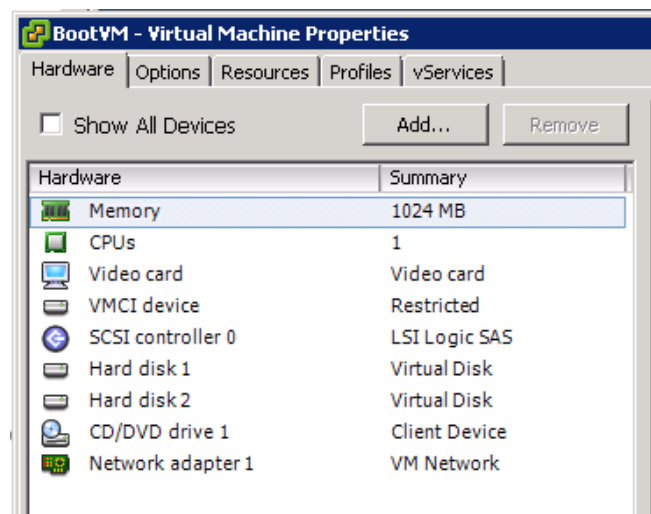 BootVM - Virtual Machine Properties
Hardware Options Resources Profiles vServices
Show All Devices Add... Remove
Hardware Summary
Memory 1024 MB
CPUs 1
Video card Video card
VMCI device Restricted
SCSI controller 0 LSI Logic SAS
Hard disk 1 Virtual Disk
Hard disk 2 Virtual Disk
CD/DVD drive 1 Client Device
Network adapter 1 VM Network